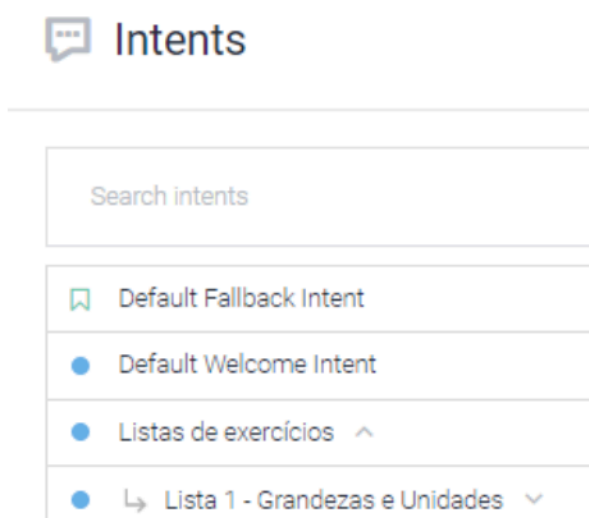 Intents
Search intents
Default Fallback Intent
Default Welcome Intent
Listas de exercícios
Lista 1 - Grandezas e Unidades